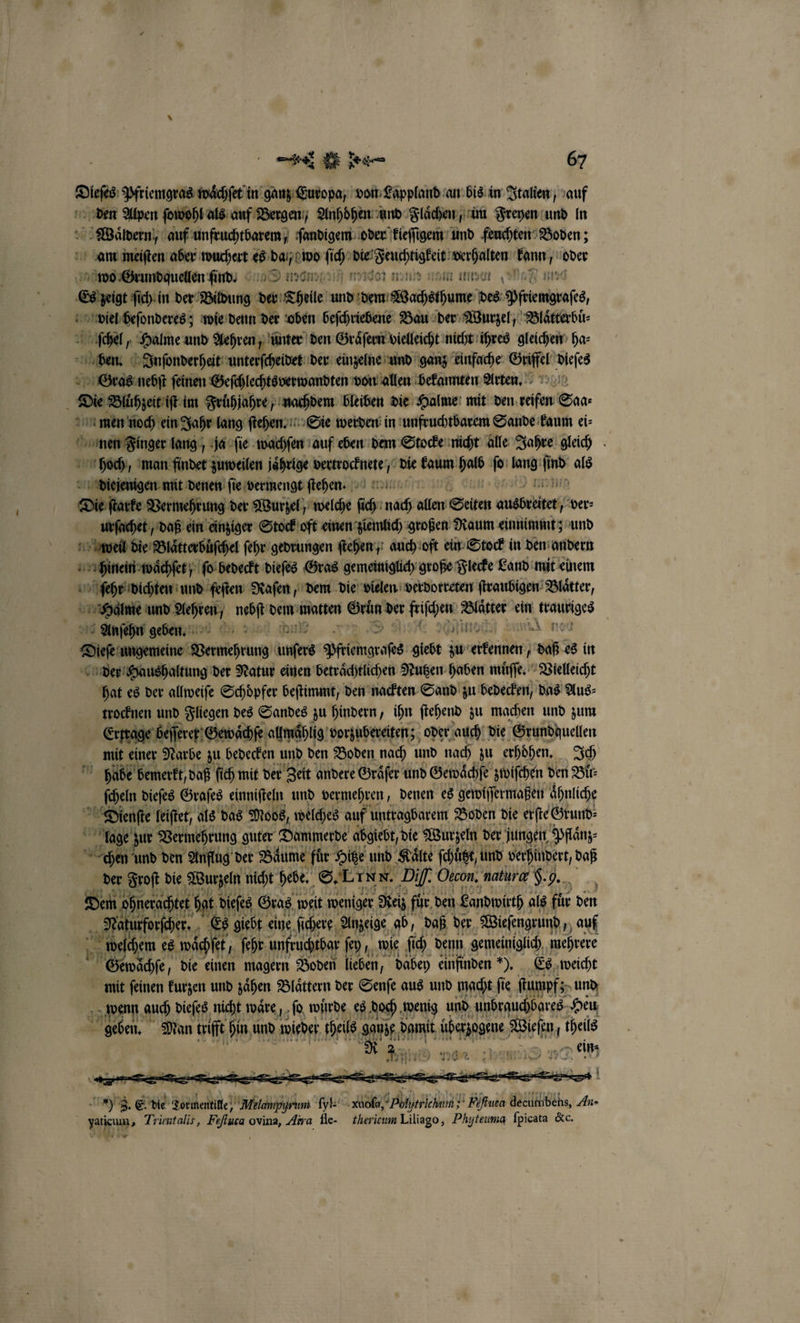 67
Dieſes Pfriemgras wächſet in ganz Europa, von Lappland an bis in Italien, auf
den Alpen ſowohl als auf Bergen, Anhöhen und Flächen, im Freyen und in
Wäldern, auf unfruchtbarem, ſandigem oder kieſſigem und feuchten Boden;
am meiſten aber wuchert es da, wo ſich die Feuchtigkeit verhalten kann, oder
wo Grundquellen ſind.
Es zeigt ſich in der Bildung der Theile und dem Wachsthume des Pfriemgraſes,
viel beſonderes; wie denn der oben beſchriebene Bau der Wurzel, Blätterbü=
ſchel, Halme und Aehren, unter den Gräſern vielleicht nicht ihres gleichen ha=
ben. Inſonderheit unterſcheidet der einzelne und ganz einfache Griffel dieſes
Gras nebſt ſeinen Geſchlechtsverwandten von allen bekannten Arten.
Die Blühzeit iſt im Frühjahre, nachdem bleiben die Halme mit den reifen Saa=
men noch ein Jahr lang ſtehen. Sie werden in unfruchtbarem Sande kaum ei=
nen Finger lang, ja ſie wachſen auf eben dem Stocke nicht alle Jahre gleich
hoch, man findet zuweilen jährige vertrocknete, die kaum halb ſo lang ſind als
diejenigen mit denen ſie vermengt ſtehen.
Die ſtarke Vermehrung der Wurzel, welche ſich nach allen Seiten ausbreitet, ver=
urſachet, daß ein einziger Stock oft einen ziemlich großen Raum einnimmt; und
weil die Blätterbüſchel ſehr gedrungen ſtehen, auch oft ein Stock in den andern
hinein wächſet, ſo bedeckt dieſes Gras gemeiniglich große Flecke Land mit einem
ſehr dichten und feſten Raſen, dem die vielen verdorreten ſtraubigen Blätter,
Halme und Aehren, nebſt dem matten Grün der friſchen Blätter ein trauriges
Anſehn geben.
Dieſe ungemeine Vermehrung unſers Pfriemgraſes giebt zu erkennen, daß es in
der Haushaltung der Natur einen beträchtlichen Nutzen haben müſſe. Vielleicht
hat es der allweiſe Schöpfer beſtimmt, den nackten Sand zu bedecken, das Aus=
trocknen und Fliegen des Sandes zu hindern, ihn ſtehend zu machen und zum
Ertrage beſſerer Gewächſe allmählig vorzubereiten; oder auch die Grundquellen
mit einer Narbe zu bedecken und den Boden nach und nach zu erhöhen. Ich
habe bemerkt, daß ſich mit der Zeit andere Gräſer und Gewächſe zwiſchen den Bü=
ſcheln dieſes Graſes einniſteln und vermehren, denen es gewiſſermaßen ähnliche
Dienſte leiſtet, als das Moos, welches auf untragbarem Boden die erſte Grund=
lage zur Vermehrung guter Dammerde abgiebt, die Wurzeln der jungen Pflänz=
chen und den Anflug der Bäume für Hitze und Kälte ſchützt, und verhindert, daß
der Froſt die Wurzeln nicht hebe. S. Linn. Diſſ. Oecon. naturæ §. 9.
Dem ohnerachtet hat dieſes Gras weit weniger Reiz für den Landwirth als für den
Naturforſcher. Es giebt eine ſichere Anzeige ab, daß der Wieſengrund, auf
welchem es wächſet, ſehr unfruchtbar ſey, wie ſich denn gemeiniglich mehrere
Gewächſe, die einen magern Boden lieben, dabey einfinden *). Es weicht
mit ſeinen kurzen und zähen Blättern der Senſe aus und macht ſie ſtumpf; und
wenn auch dieſes nicht wäre, ſo würde es doch wenig und unbrauchbares Heu
geben. Man trifft hin und wieder theils ganze damit überzogene Wieſen, theils
R 2 ein=
*) Z. E. die Tormentille, Melampyrum ſyl- xuoſa, Polytrichum; Feſtuca decumbens, An-
vaticum, Trientalis, Feſtuca ovina, Aira fle- thericum Liliago, Phyteuma ſpicata &c.